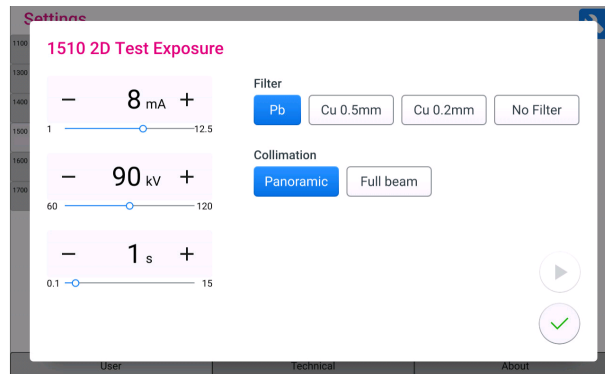 Settings
1100
1300
1400
1500
1600
1700
1510 2D Test Exposure
− 8 mA +
1 12.5
− 90 kV +
60 120
− 1 s +
0.1 15
Filter
Pb Cu 0.5mm Cu 0.2mm No Filter
Collimation
Panoramic Full beam
User Technical About